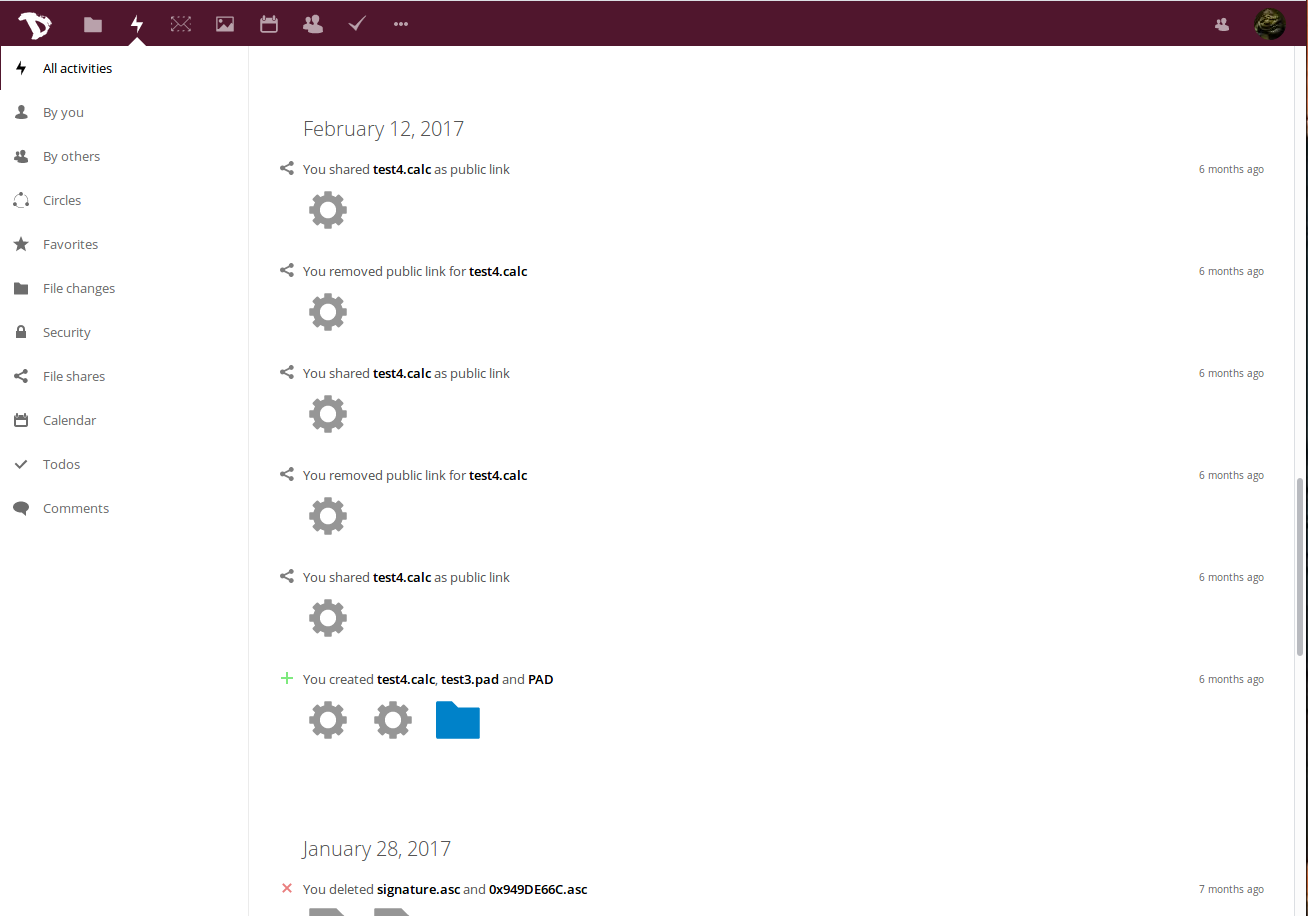 All activities
By you
By others
Circles
Favorites
File changes
Security
File shares
Calendar
Todos
Comments
February 12, 2017
You shared test4.calc as public link 6 months ago
You removed public link for test4.calc 6 months ago
You shared test4.calc as public link 6 months ago
You removed public link for test4.calc 6 months ago
You shared test4.calc as public link 6 months ago
You created test4.calc, test3.pad and PAD 6 months ago
January 28, 2017
You deleted signature.asc and 0x949DE66C.asc 7 months ago